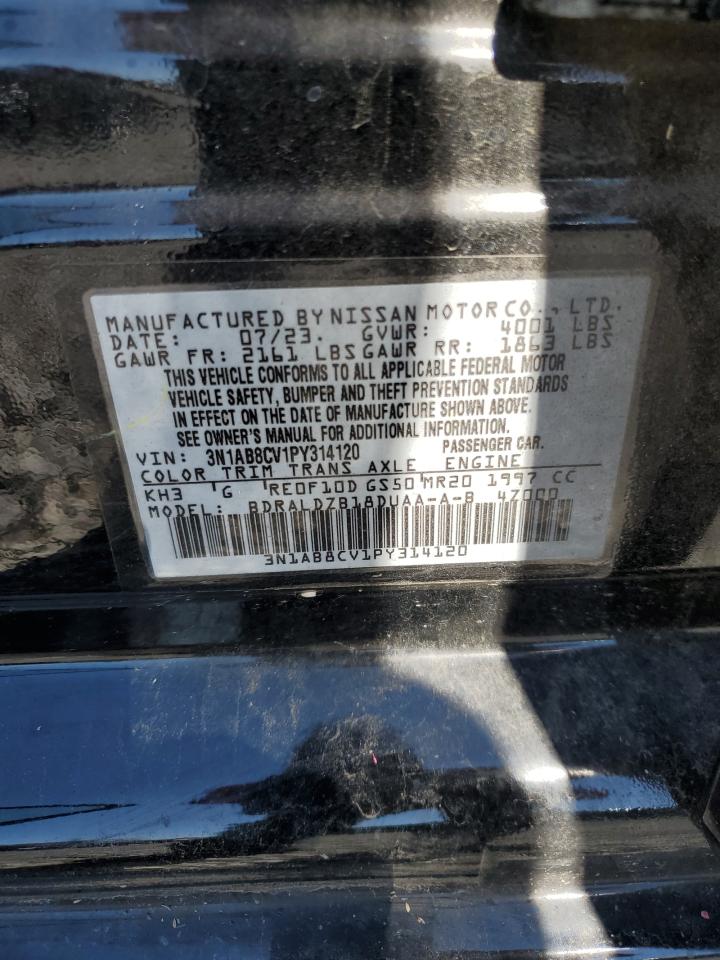 MANUFACTURED BY NISSAN MOTOR CO., LTD.
DATE: 07/23. GVWR: 4001 LBS
GAWR FR: 2161 LBS GAWR RR: 1863 LBS
THIS VEHICLE CONFORMS TO ALL APPLICABLE FEDERAL MOTOR
VEHICLE SAFETY, BUMPER AND THEFT PREVENTION STANDARDS
IN EFFECT ON THE DATE OF MANUFACTURE SHOWN ABOVE.
SEE OWNER'S MANUAL FOR ADDITIONAL INFORMATION.
VIN: 3N1AB8CV1PY314120 PASSENGER CAR.
COLOR TRIM TRANS AXLE ENGINE
KH3 G RE0F10D GS50 MR20 1997 CC
MODEL: BDRALDZB18DUAA-A-B 4Z000
3N1AB8CV1PY314120